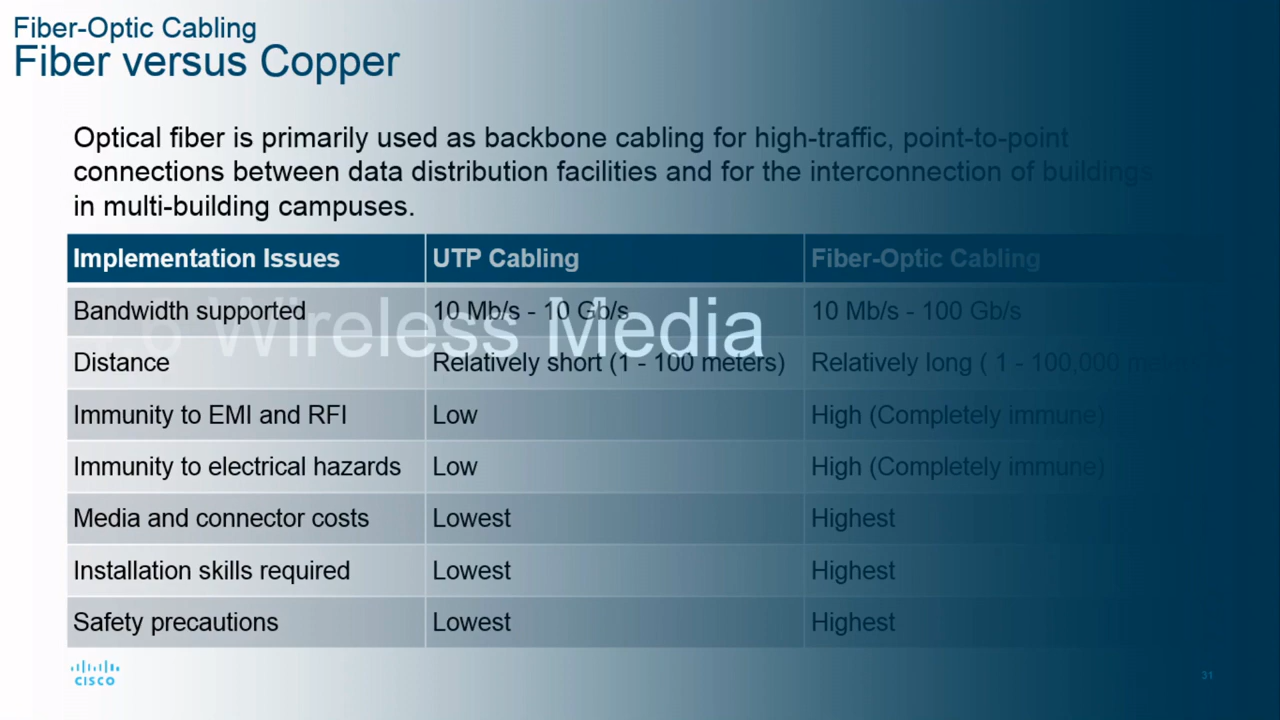 Fiber-Optic Cabling
Fiber versus Copper
Optical fiber is primarily used as backbone cabling for high-traffic, point-to-point
connections between data distribution facilities and for the interconnection of buildings
in multi-building campuses.
Implementation Issues UTP Cabling Fiber-Optic Cabling
Bandwidth supported 10 Mb/s - 10 Gb/s 10 Mb/s - 100 Gb/s
6 Wireless Media
Distance Relatively short (1 - 100 meters) Relatively long ( 1 - 100,000
Immunity to EMI and RFI Low High (Completely immune)
Immunity to electrical hazards Low High (Completely immune)
Media and connector costs Lowest Highest
Installation skills required Lowest Highest
Safety precautions Lowest Highest
CISCO
31